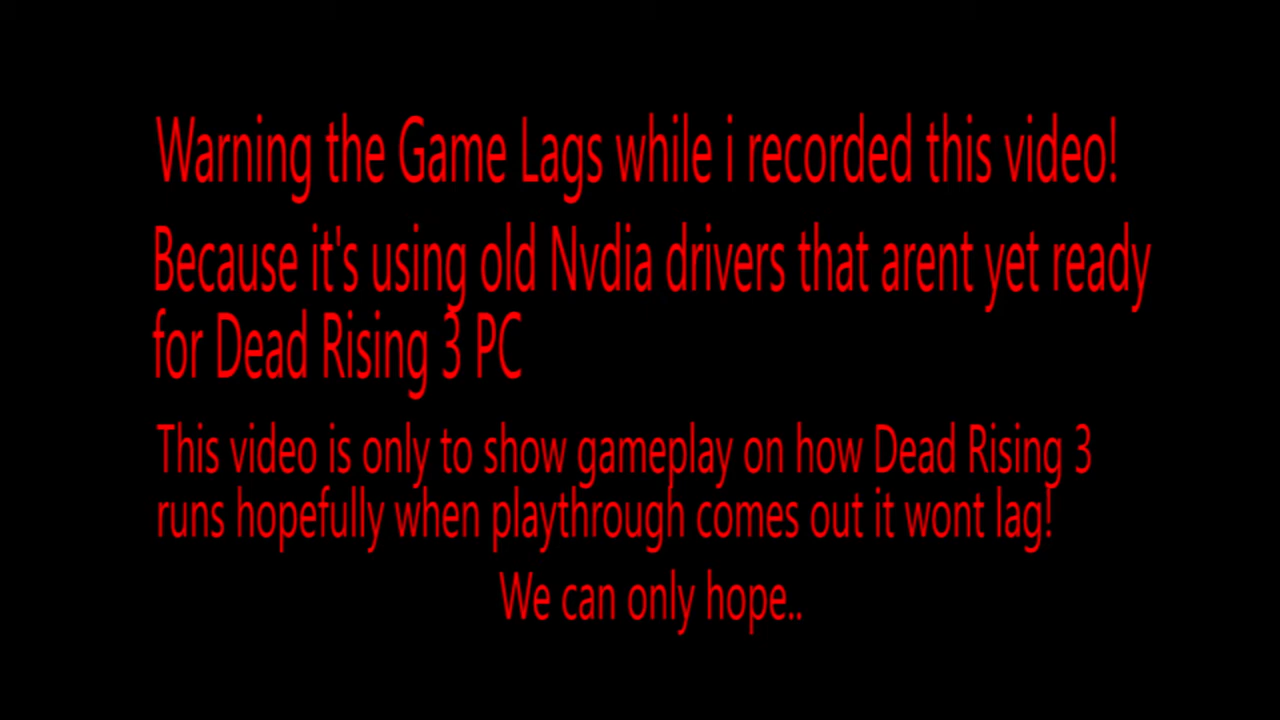 Warning the Game Lags while i recorded this video!
Because it's using old Nvdia drivers that arent yet ready
for Dead Rising 3 PC
This video is only to show gameplay on how Dead Rising 3
runs hopefully when playthrough comes out it wont lag!
We can only hope..